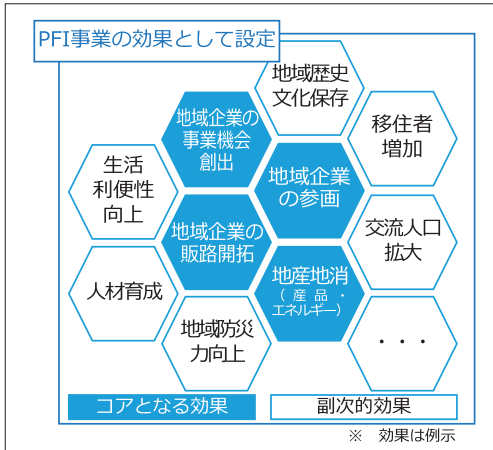 PFI事業の効果として設定
地域歴史
文化保存
地域企業の
事業機会
創出
移住者
増加
生活
利便性
向上
地域企業
の参画
地域企業の
販路開拓
交流人口
拡大
人材育成
地産地消
（産品・
エネルギー）
地域防災
力向上
・・・
コアとなる効果
副次的効果
※　効果は例示